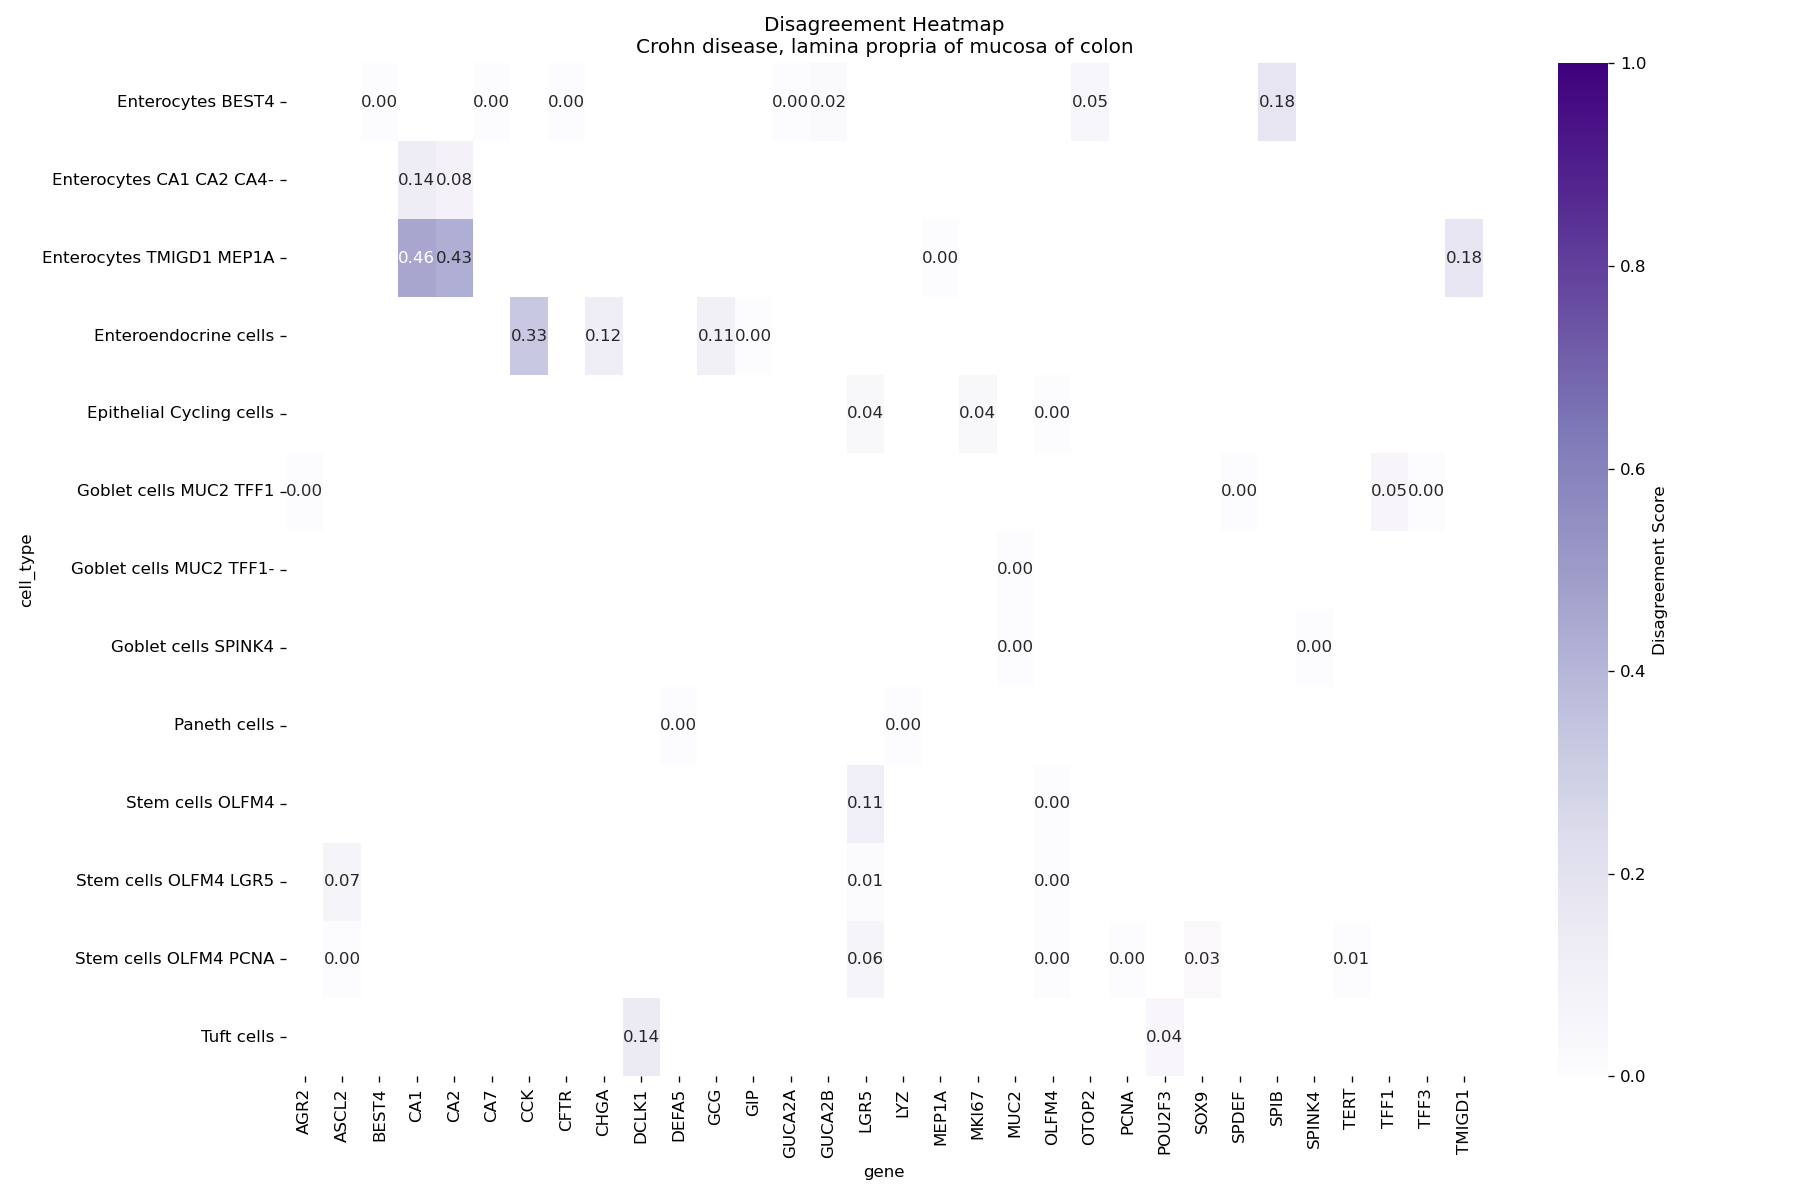 Disagreement Heatmap
Crohn disease, lamina propria of mucosa of colon
Enterocytes BEST4
0.00 0.00 0.00 0.00 0.02 0.05 0.18
Enterocytes CA1 CA2 CA4-
0.14 0.08
Enterocytes TMIGD1 MEP1A
0.46 0.43 0.00 0.18
Enteroendocrine cells
0.33 0.12 0.11 0.00
Epithelial Cycling cells
0.04 0.04 0.00
Goblet cells MUC2 TFF1
0.00 0.00 0.05 0.00
Goblet cells MUC2 TFF1-
0.00
Goblet cells SPINK4
0.00 0.00
Paneth cells
0.00 0.00
Stem cells OLFM4
0.11 0.00
Stem cells OLFM4 LGR5
0.07 0.01 0.00
Stem cells OLFM4 PCNA
0.00 0.06 0.00 0.00 0.03 0.01
Tuft cells
0.14 0.04
cell_type
AGR2
ASCL2
BEST4
CA1
CA2
CA7
CCK
CFTR
CHGA
DCLK1
DEFA5
GCG
GIP
GUCA2A
GUCA2B
LGR5
LYZ
MEP1A
MKI67
MUC2
OLFM4
OTOP2
PCNA
POU2F3
SOX9
SPDEF
SPIB
SPINK4
TERT
TFF1
TFF3
TMIGD1
gene
1.0
0.8
0.6
0.4
0.2
0.0
Disagreement Score